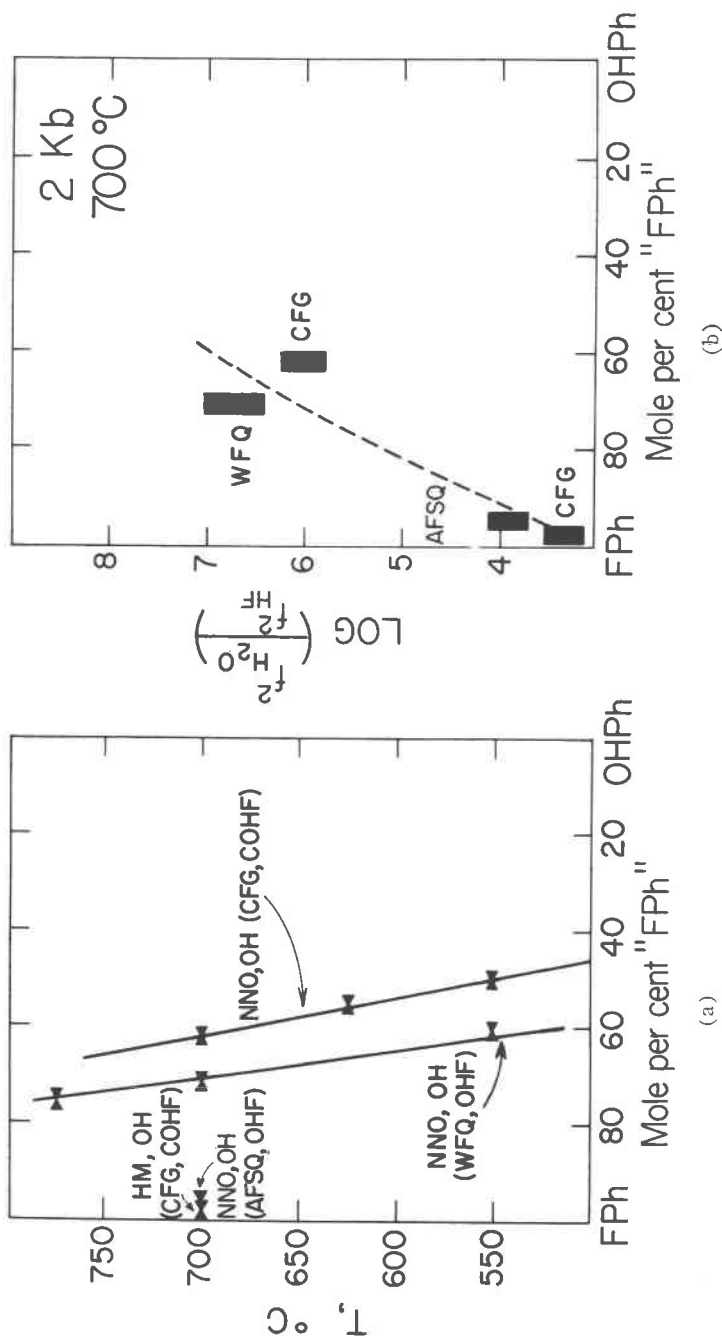 T, °C
750
700
650
600
550
HM, OH
(CFG, COHF)
NNO, OH
(AFSQ, OHF)
NNO, OH (CFG, COHF)
NNO, OH
(WFQ, OHF)
FPh 80 60 40 20 OHPh
Mole per cent "FPh"
(a)
LOG (f²H₂O / f²HF)
8
7
6
5
4
2 Kb
700°C
WFQ
CFG
AFSQ
CFG
FPh 80 60 40 20 OHPh
Mole per cent "FPh"
(b)